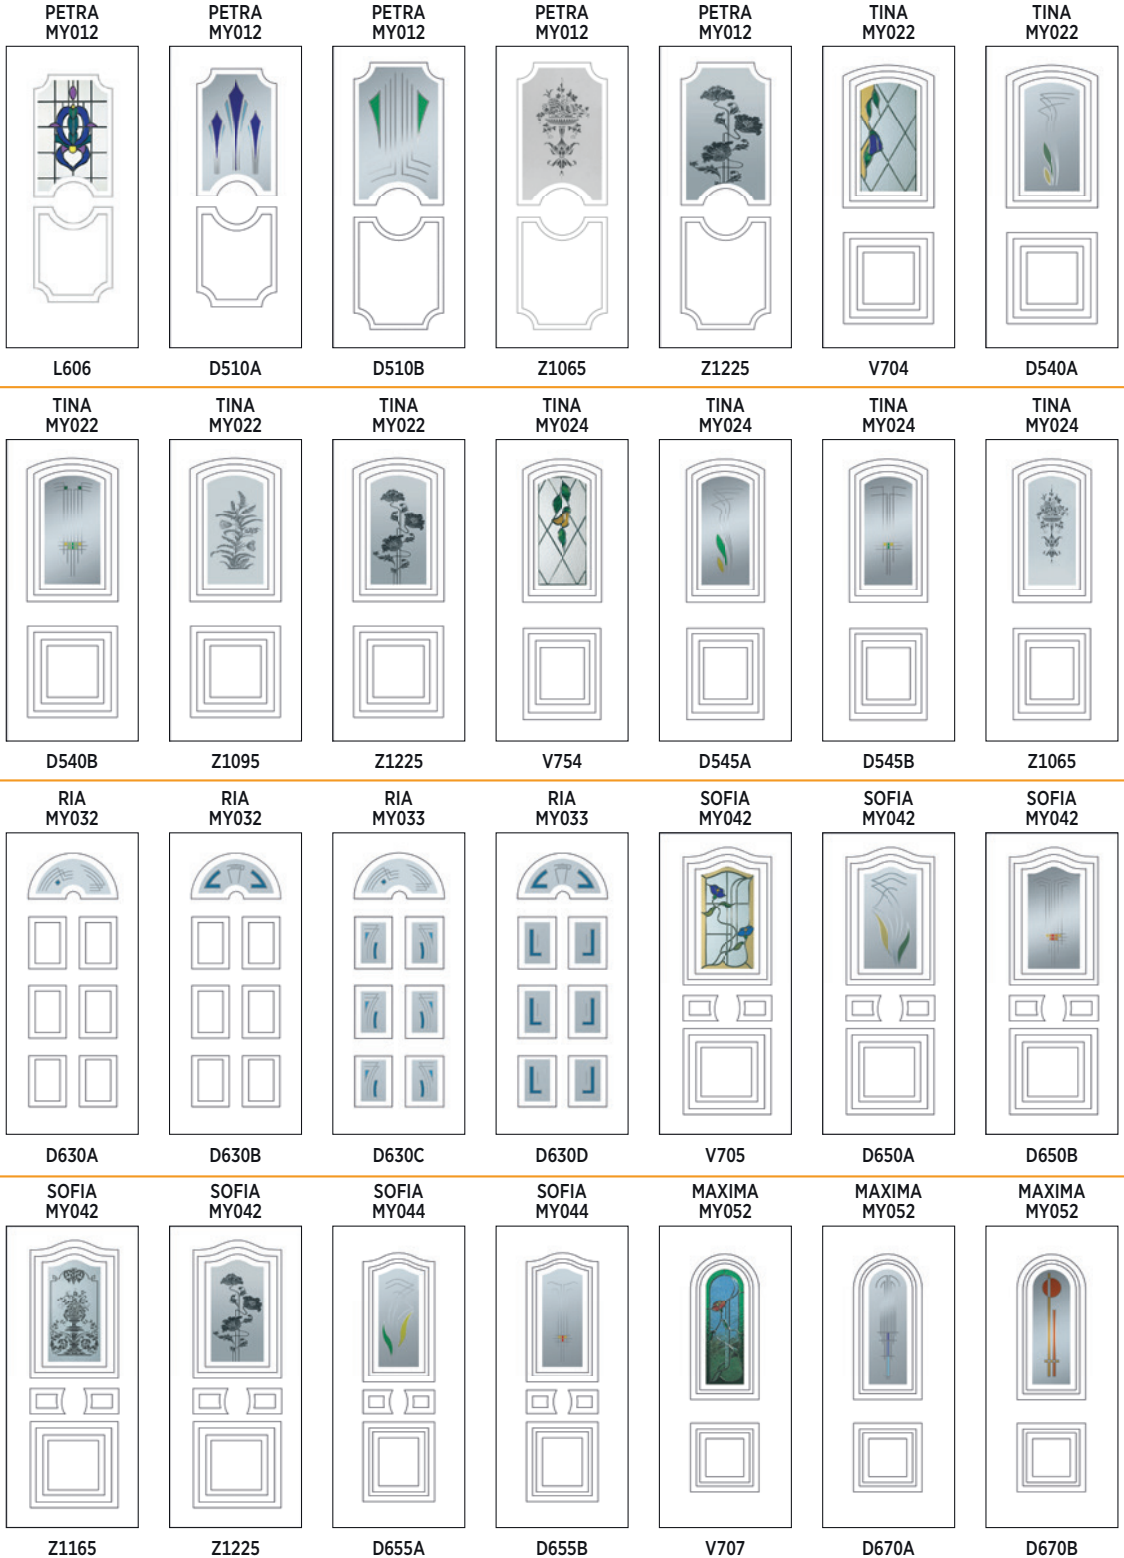 PETRA
MY012
PETRA
MY012
PETRA
MY012
PETRA
MY012
PETRA
MY012
TINA
MY022
TINA
MY022
L606
D510A
D510B
Z1065
Z1225
V704
D540A
TINA
MY022
TINA
MY022
TINA
MY022
TINA
MY024
TINA
MY024
TINA
MY024
TINA
MY024
D540B
Z1095
Z1225
V754
D545A
D545B
Z1065
RIA
MY032
RIA
MY032
RIA
MY033
RIA
MY033
SOFIA
MY042
SOFIA
MY042
SOFIA
MY042
D630A
D630B
D630C
D630D
V705
D650A
D650B
SOFIA
MY042
SOFIA
MY042
SOFIA
MY044
SOFIA
MY044
MAXIMA
MY052
MAXIMA
MY052
MAXIMA
MY052
Z1165
Z1225
D655A
D655B
V707
D670A
D670B